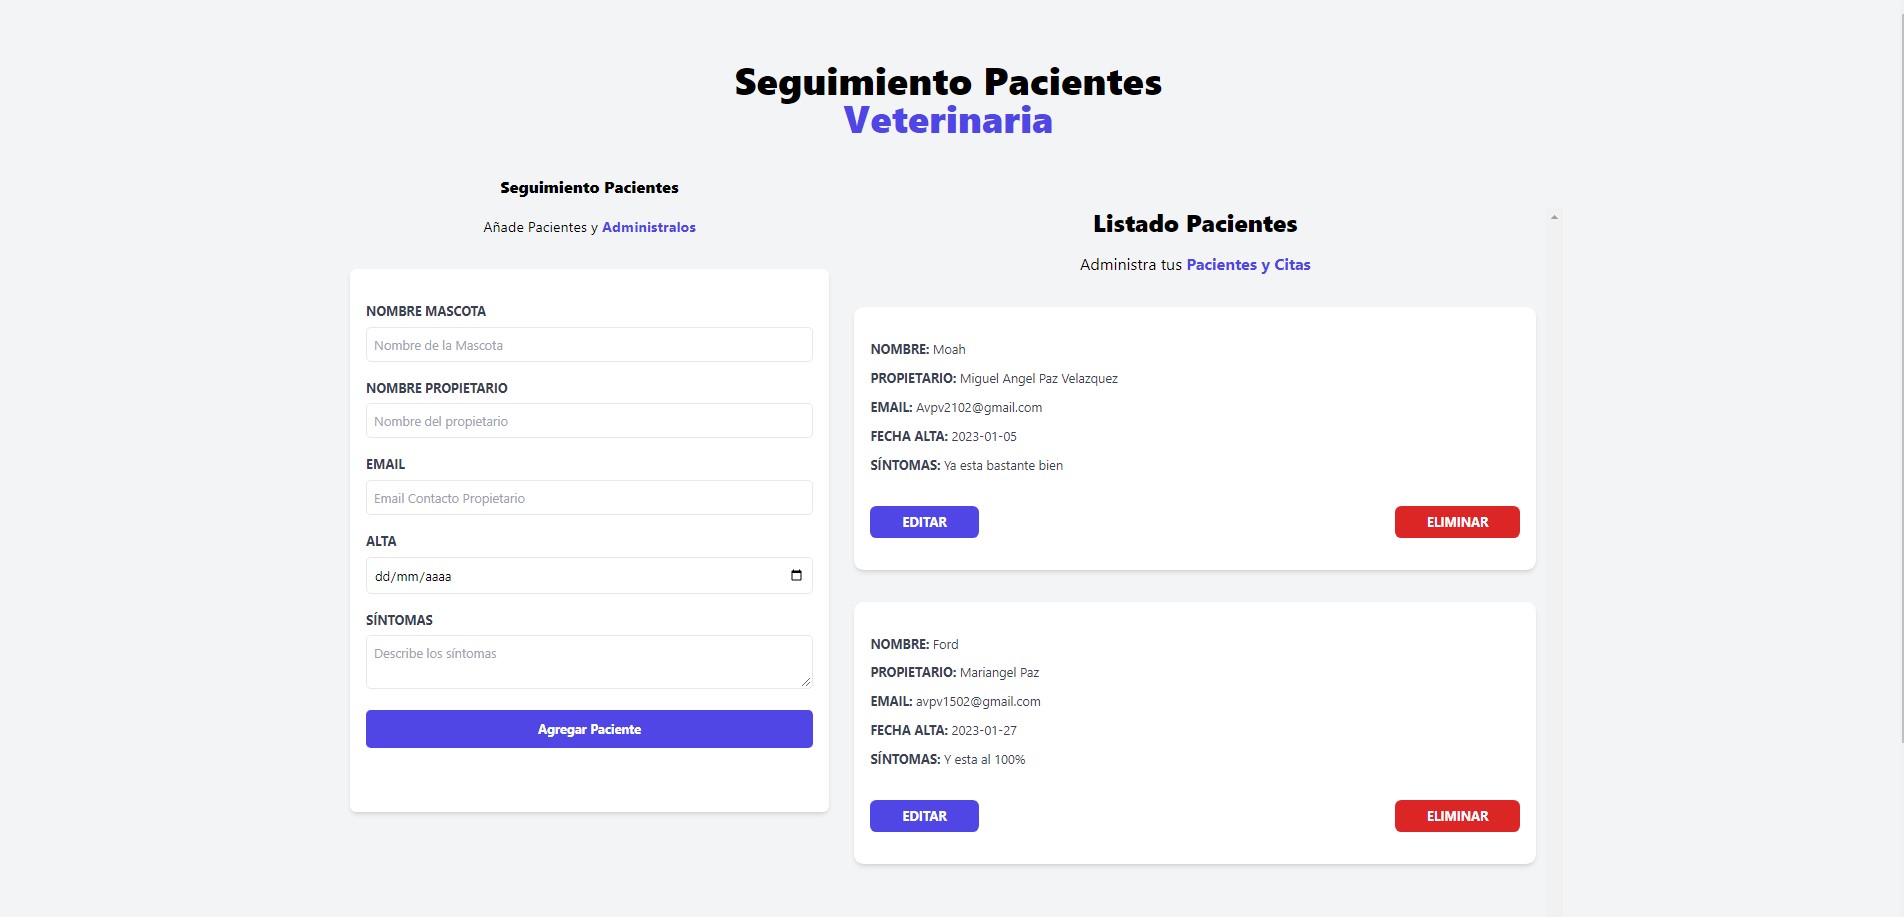 Seguimiento Pacientes
Veterinaria
Seguimiento Pacientes
Añade Pacientes y Administralos
NOMBRE MASCOTA
Nombre de la Mascota
NOMBRE PROPIETARIO
Nombre del propietario
EMAIL
Email Contacto Propietario
ALTA
dd/mm/aaaa
SÍNTOMAS
Describe los síntomas
Agregar Paciente
Listado Pacientes
Administra tus Pacientes y Citas
NOMBRE: Moah
PROPIETARIO: Miguel Angel Paz Velazquez
EMAIL: Avpv2102@gmail.com
FECHA ALTA: 2023-01-05
SÍNTOMAS: Ya esta bastante bien
EDITAR
ELIMINAR
NOMBRE: Ford
PROPIETARIO: Mariangel Paz
EMAIL: avpv1502@gmail.com
FECHA ALTA: 2023-01-27
SÍNTOMAS: Y esta al 100%
EDITAR
ELIMINAR